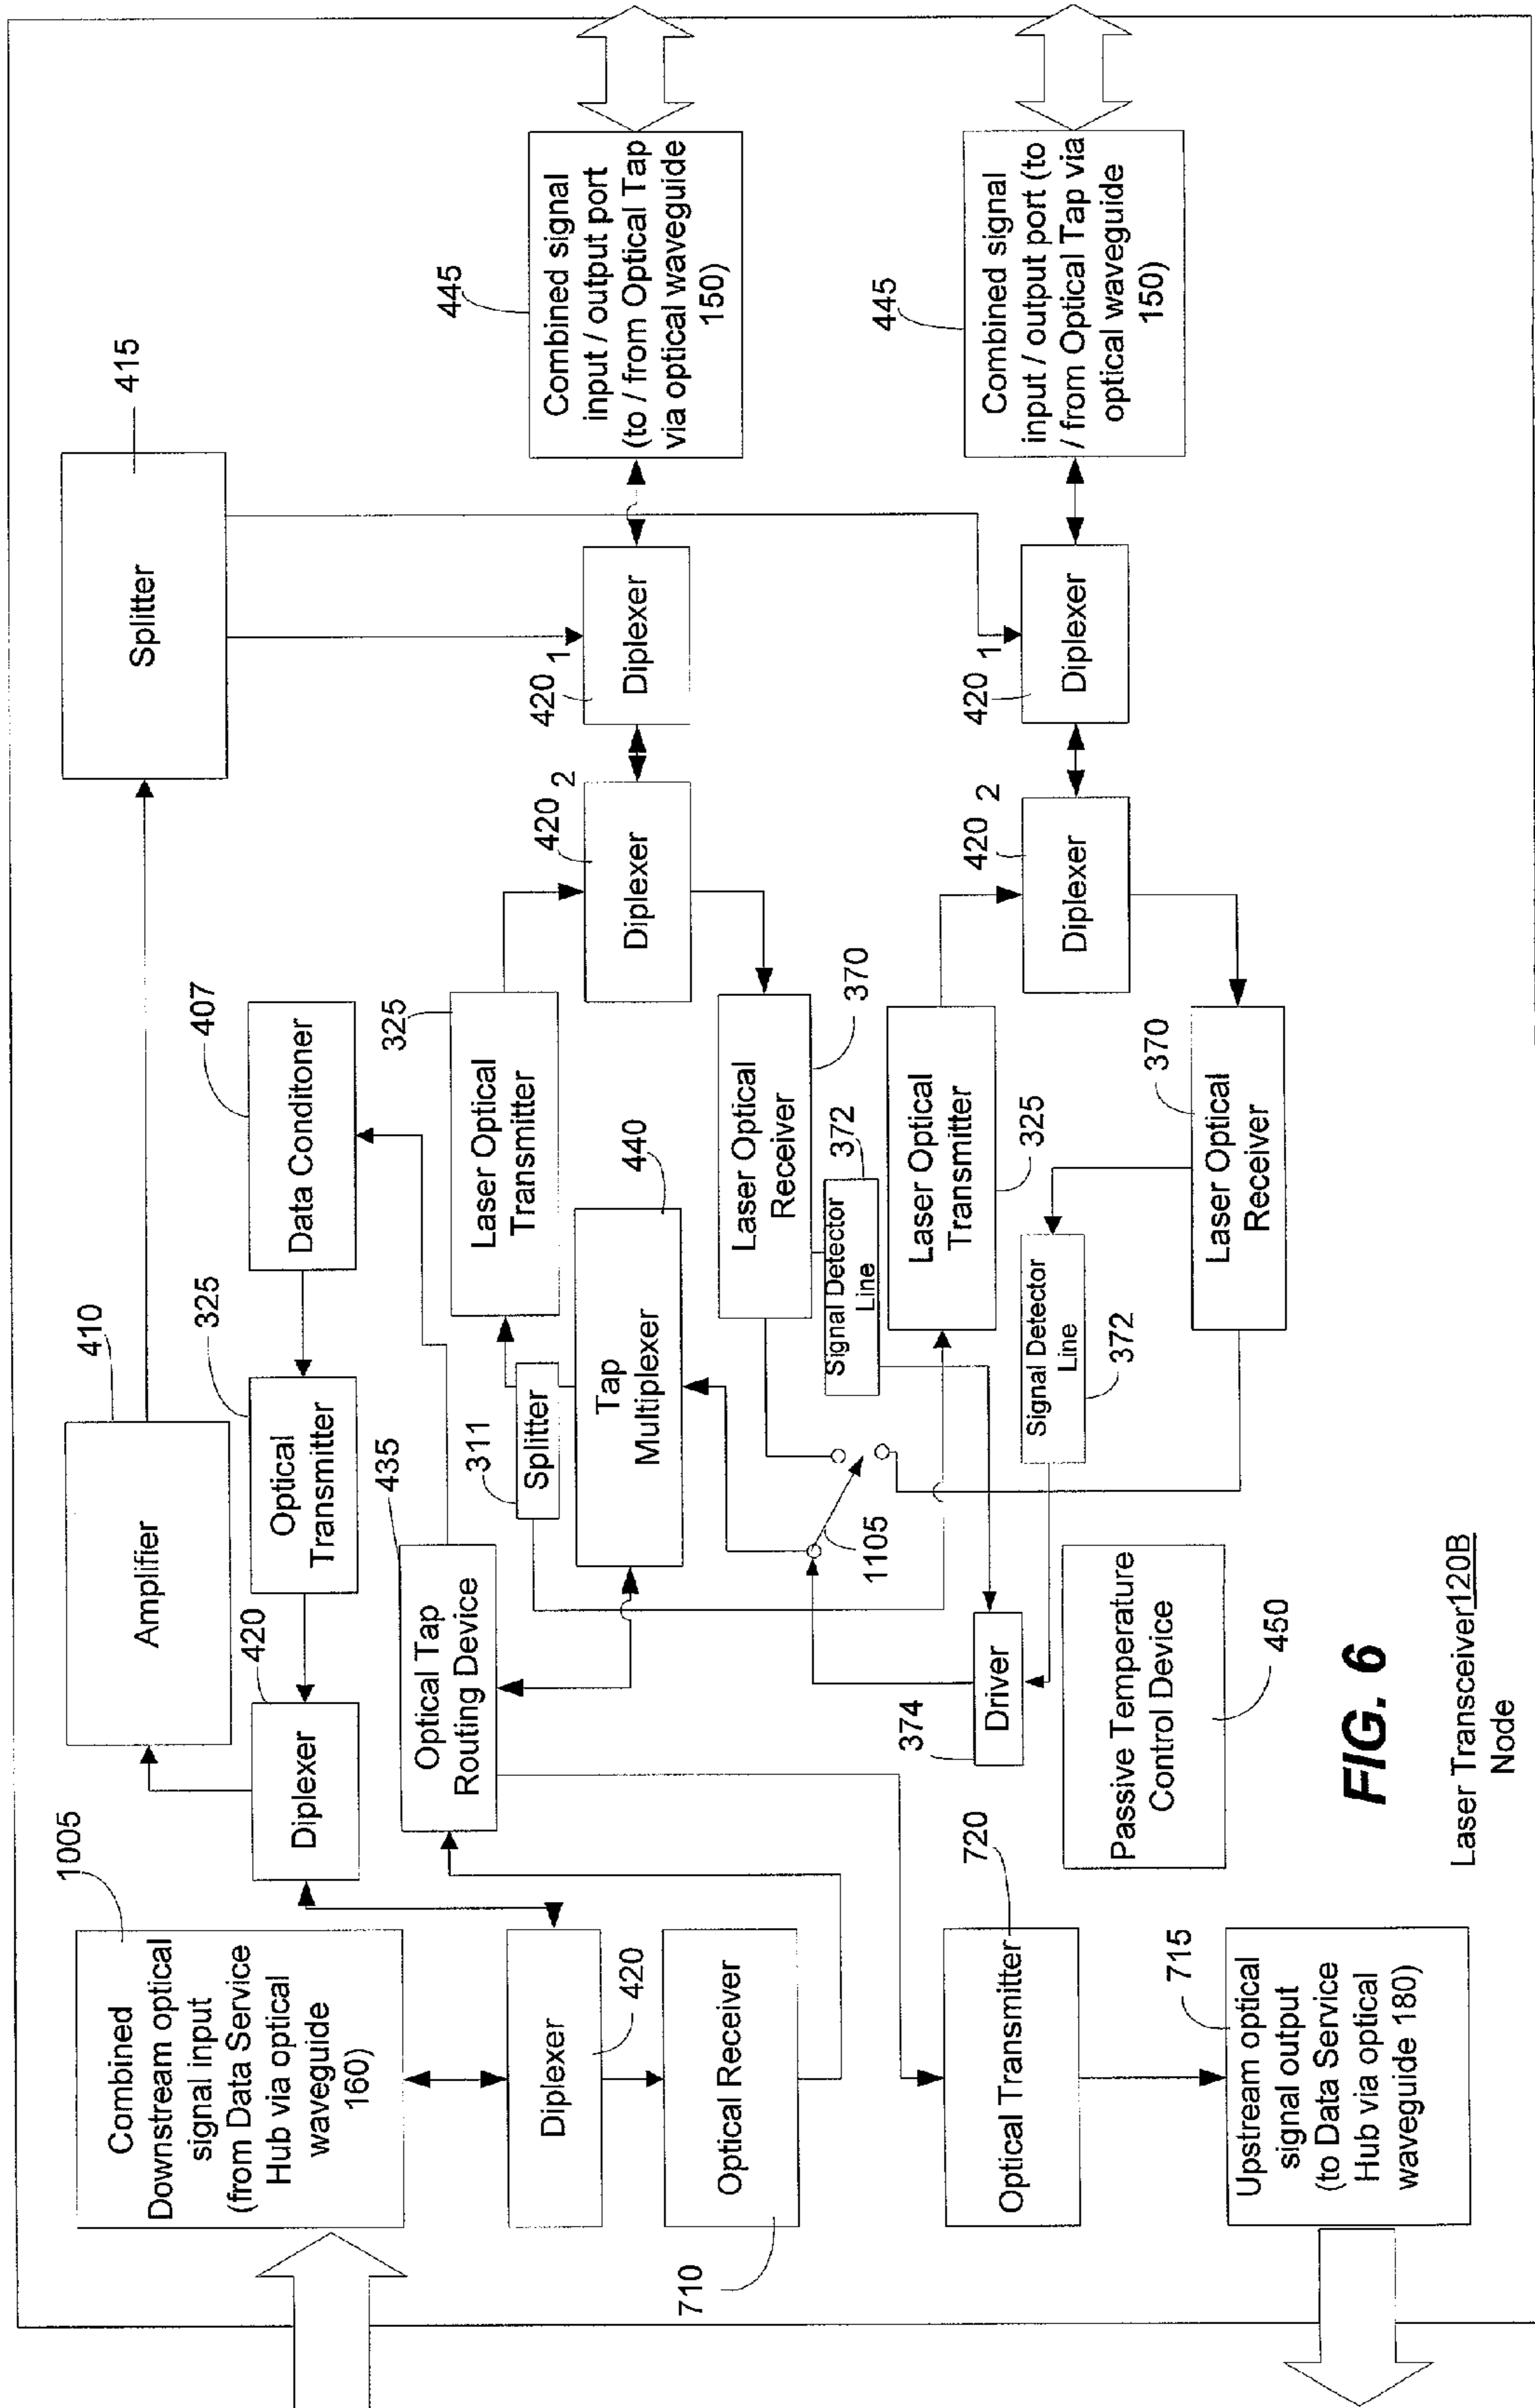 1005
Combined
Downstream optical
signal input
(from Data Service
Hub via optical
waveguide
160)
Diplexer
420
Optical Receiver
710
Optical Transmitter
720
Upstream optical
signal output
(to Data Service
Hub via optical
waveguide 180)
715
Diplexer
420
Amplifier
410
Optical
Transmitter
325
Data Conditoner
407
Splitter
415
Optical Tap
Routing Device
435
Splitter
311
Tap
Multiplexer
440
Laser Optical
Transmitter
325
Diplexer
420
2
Diplexer
420
1
Combined signal
input / output port
(to / from Optical Tap
via optical waveguide
150)
445
Laser Optical
Receiver
370
Signal Detector
Line
372
Laser Optical
Transmitter
325
Diplexer
420
2
Diplexer
420
1
Combined signal
input / output port (to
/ from Optical Tap via
optical waveguide
150)
445
Laser Optical
Receiver
370
Signal Detector
Line
372
1105
Driver
374
Passive Temperature
Control Device
450
FIG. 6
Laser Transceiver120B
Node